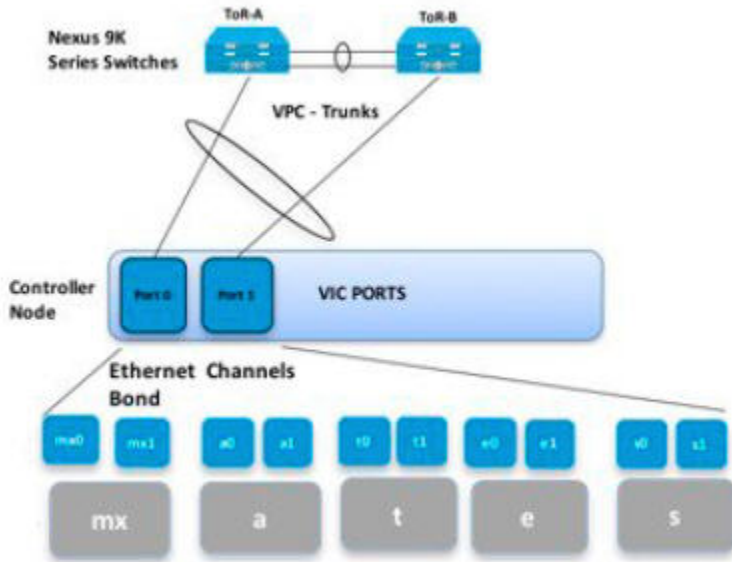 ToR-A
ToR-B
Nexus 9K
Series Switches
VPC - Trunks
Controller
Node
Port 0
Port 1
VIC PORTS
Ethernet Channels
Bond
mx0
mx1
a0
a1
t0
t1
e0
e1
s0
s1
mx
a
t
e
s